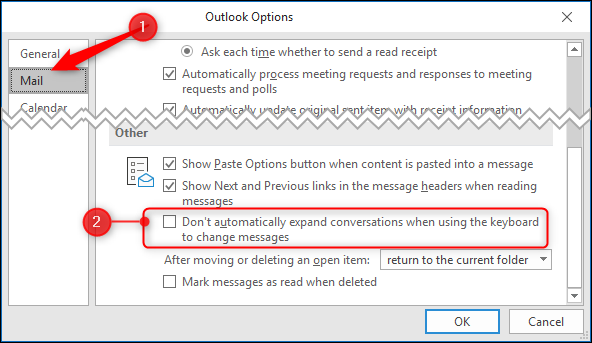 Outlook Options
1
General
Mail
Calendar
Ask each time whether to send a read receipt
Automatically process meeting requests and responses to meeting
requests and polls
Automatically update original sent item with receipt information
Other
Show Paste Options button when content is pasted into a message
Show Next and Previous links in the message headers when reading
messages
2
Don't automatically expand conversations when using the keyboard
to change messages
After moving or deleting an open item: return to the current folder
Mark messages as read when deleted
OK Cancel